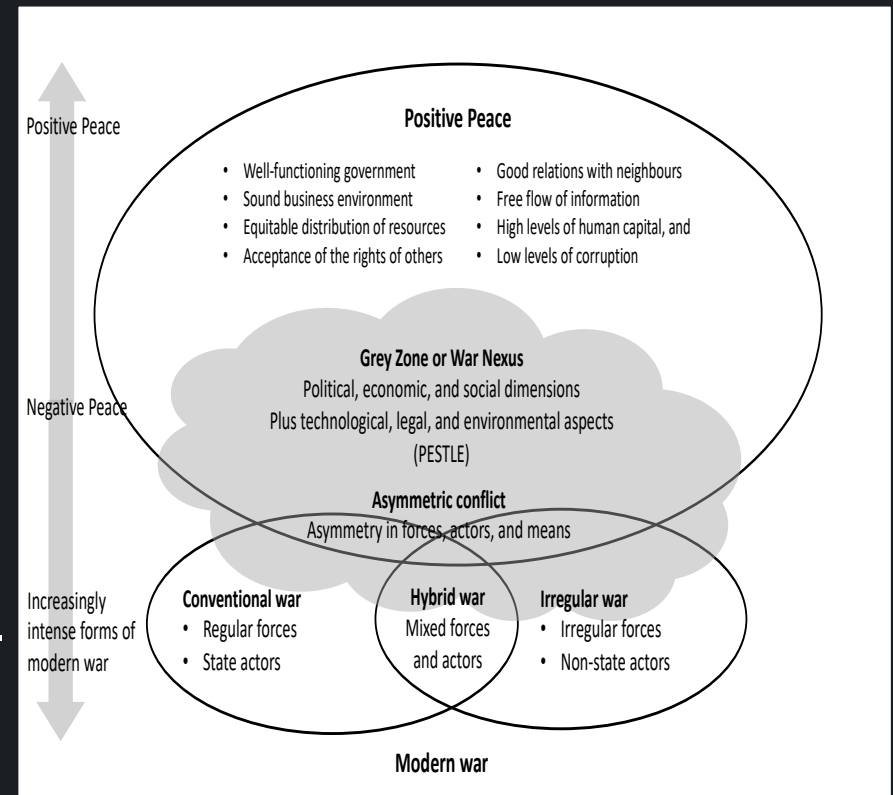 Positive Peace
Positive Peace
• Well-functioning government
• Sound business environment
• Equitable distribution of resources
• Acceptance of the rights of others
• Good relations with neighbours
• Free flow of information
• High levels of human capital, and
• Low levels of corruption
Grey Zone or War Nexus
Political, economic, and social dimensions
Plus technological, legal, and environmental aspects
(PESTLE)
Negative Peace
Asymmetric conflict
Asymmetry in forces, actors, and means
Increasingly
intense forms of
modern war
Conventional war
• Regular forces
• State actors
Hybrid war
Mixed forces
and actors
Irregular war
• Irregular forces
• Non-state actors
Modern war